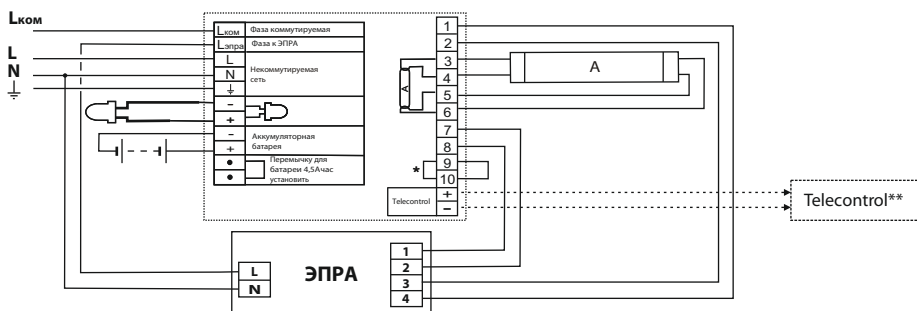 Lком
L
N
Lком Фаза коммутируемая
Lэпра Фаза к ЭПРА
L
N
Некоммутируемая
сеть
–
+
–
+
Аккумуляторная
батарея
Перемычку для
батареи 4,5Ачас
установить
1
2
3
4
5
6
7
8
9
10
+
–
A
*
Telecontrol
A
Telecontrol**
ЭПРА
L
N
1
2
3
4